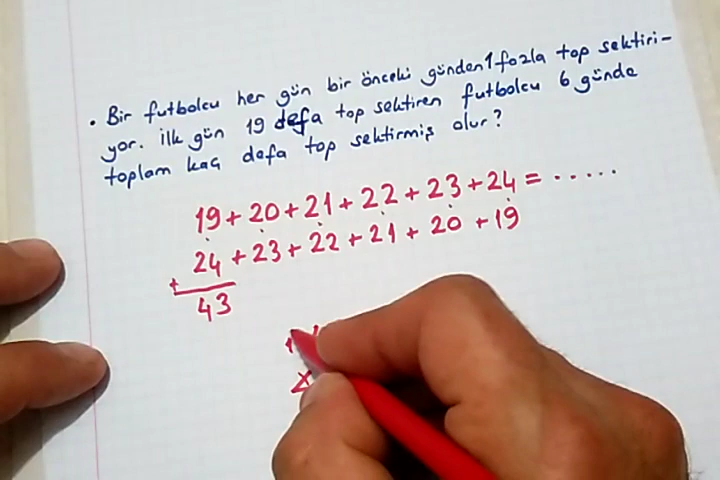 . Bir futbolcu her gün bir önceki günden 1 fazla top sektiri-
yor. İlk gün 19 defa top sektiren futbolcu 6 günde
toplam kaç defa top sektirmiş olur?
19+20+21+22+23+24=.....
24+23+22+21+20+19
+
43